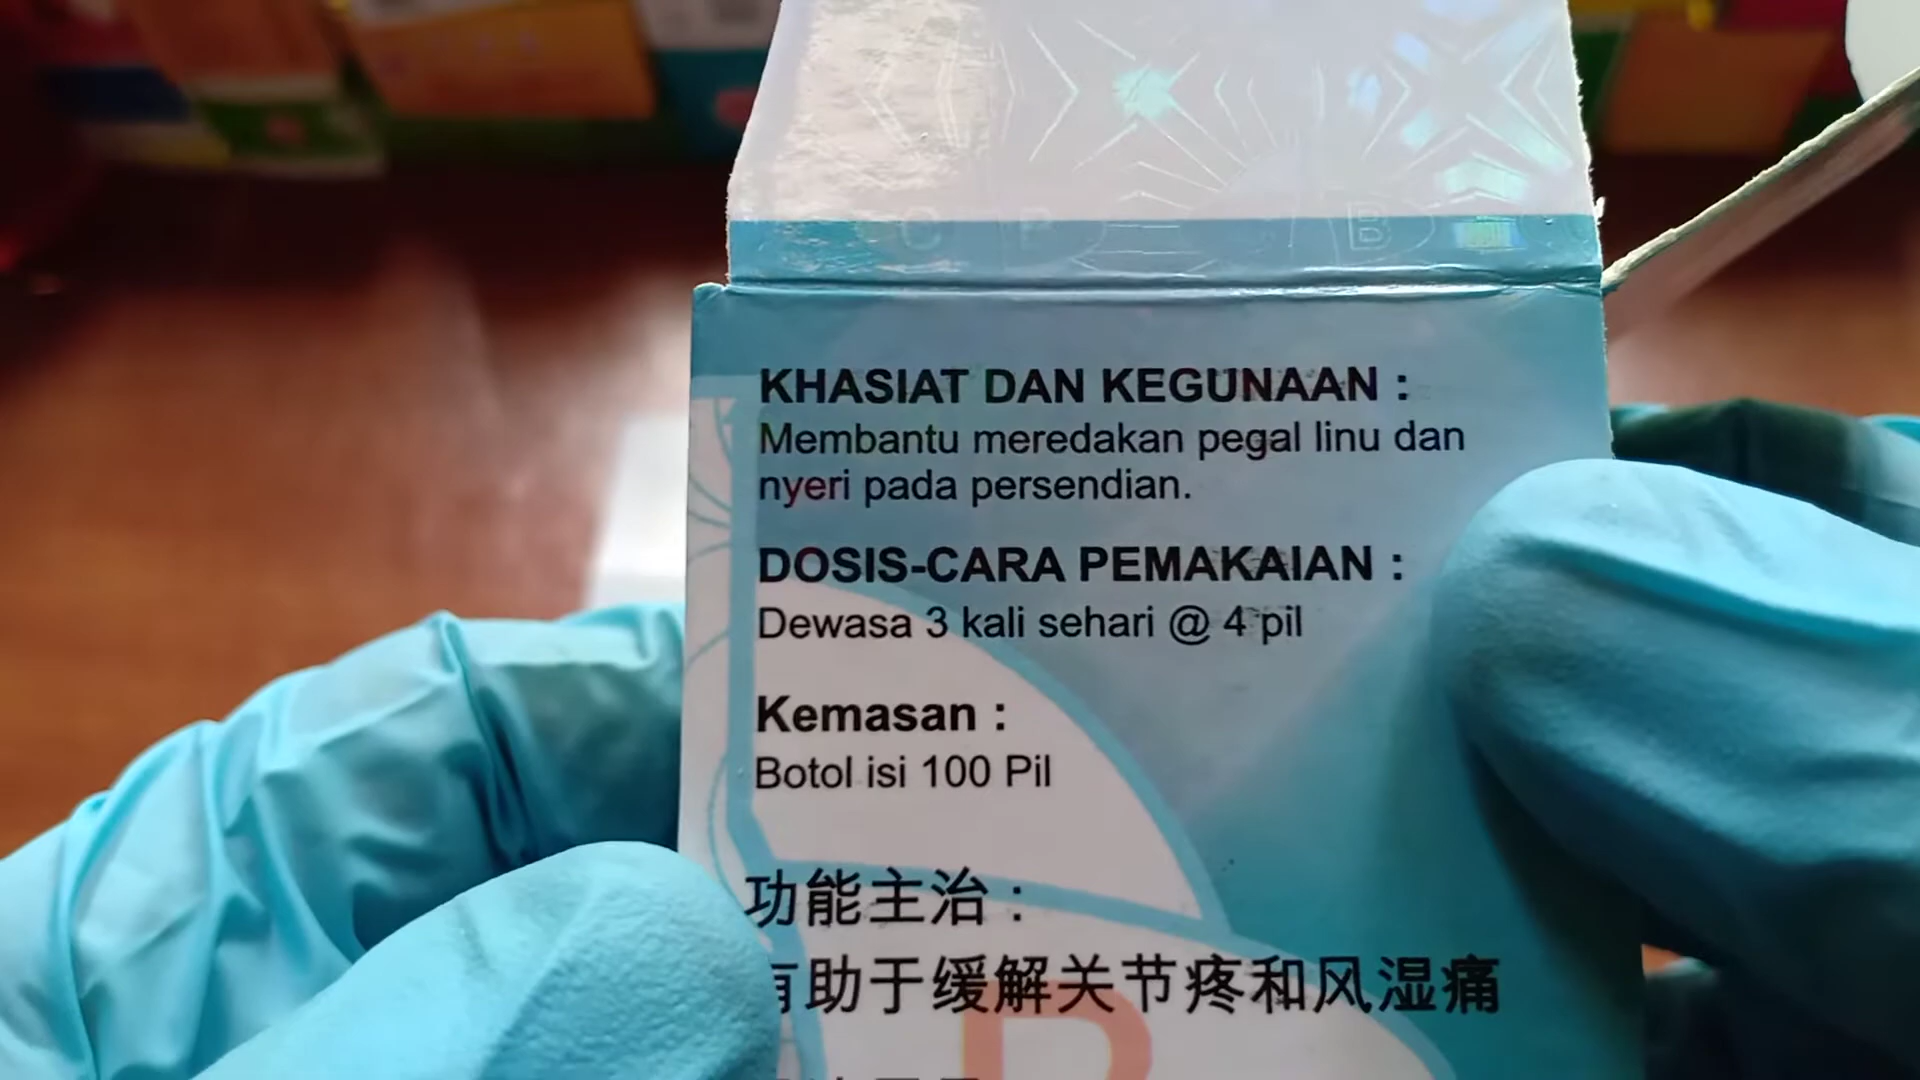 C
B
KHASIAT DAN KEGUNAAN :
Membantu meredakan pegal linu dan
nyeri pada persendian.
DOSIS-CARA PEMAKAIAN :
Dewasa 3 kali sehari @ 4 pil
Kemasan :
Botol isi 100 Pil
功能主治：
有助于缓解关节疼和风湿痛